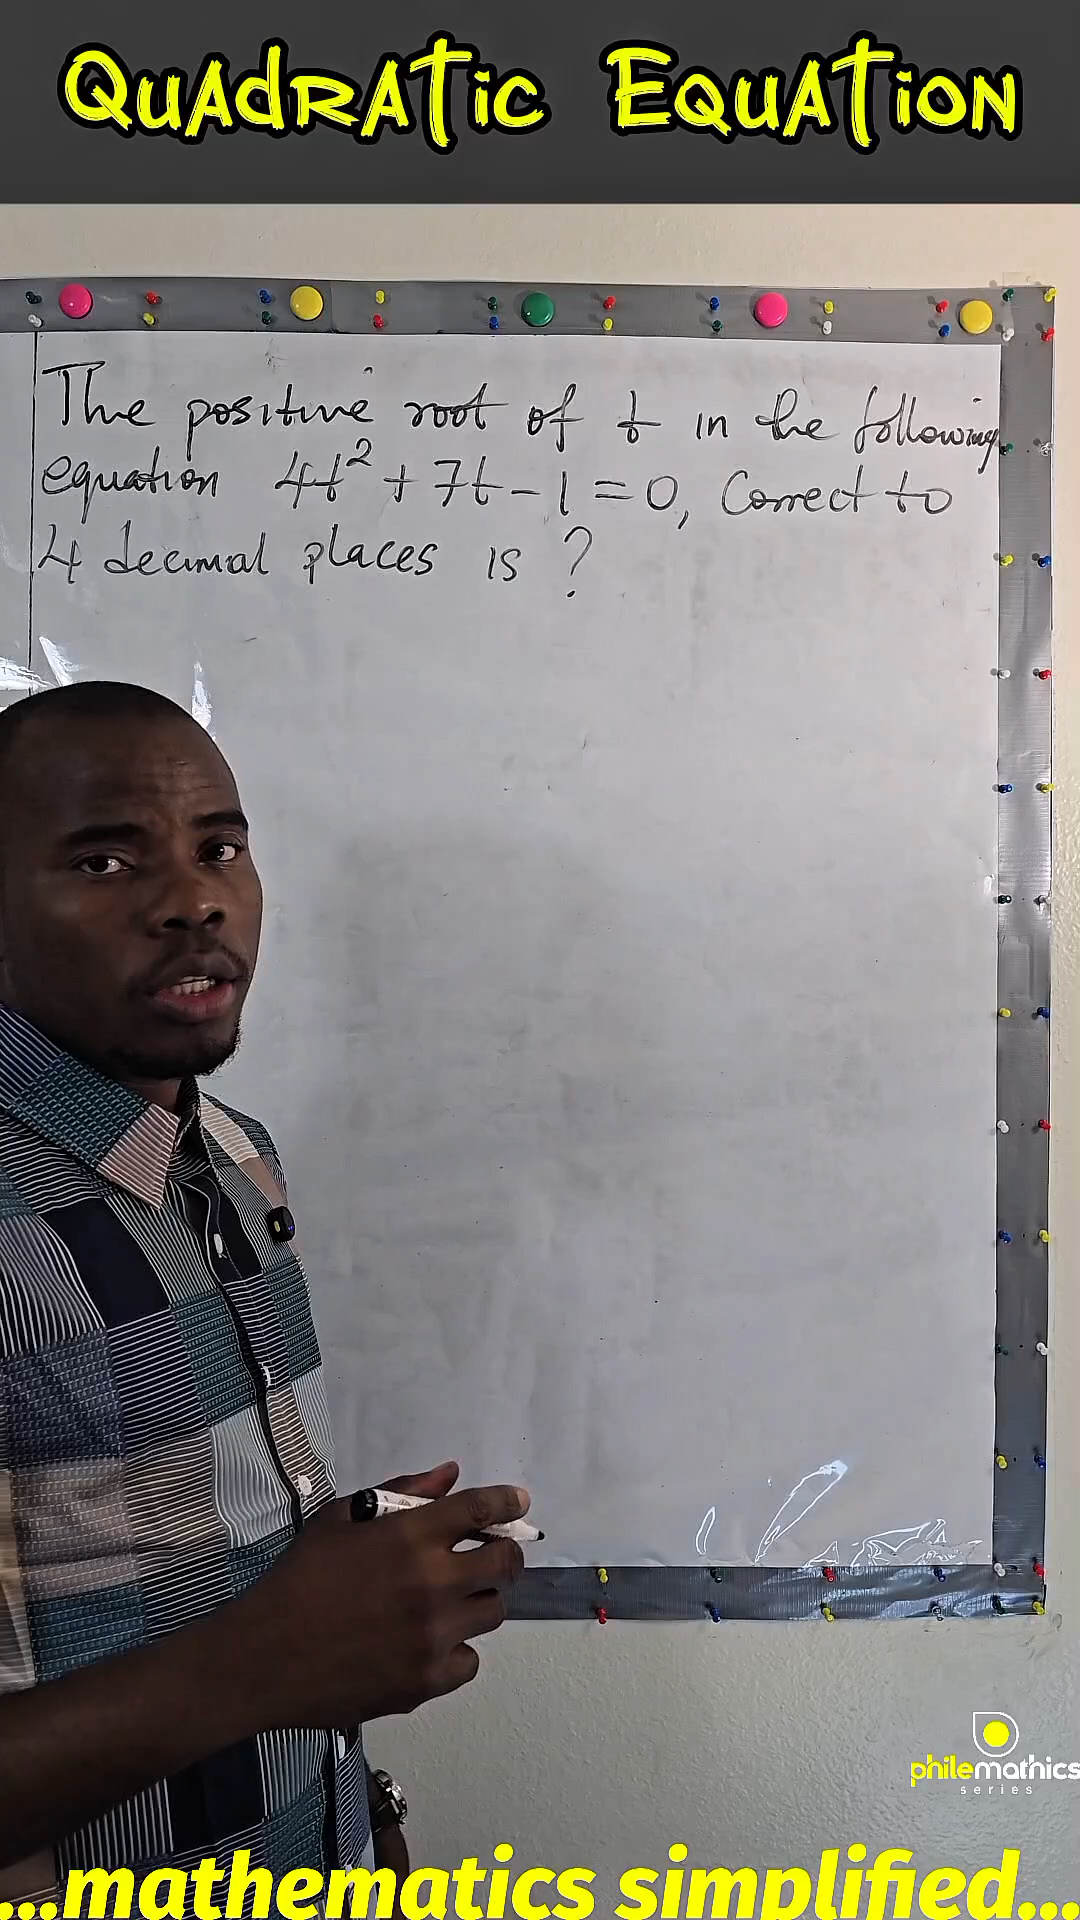 QUAdRATiC EQUATiON
The positive root of t in the following
equation 4t² + 7t - 1 = 0, Correct to
4 decimal places is ?
philemathics
series
...mathematics simplified...